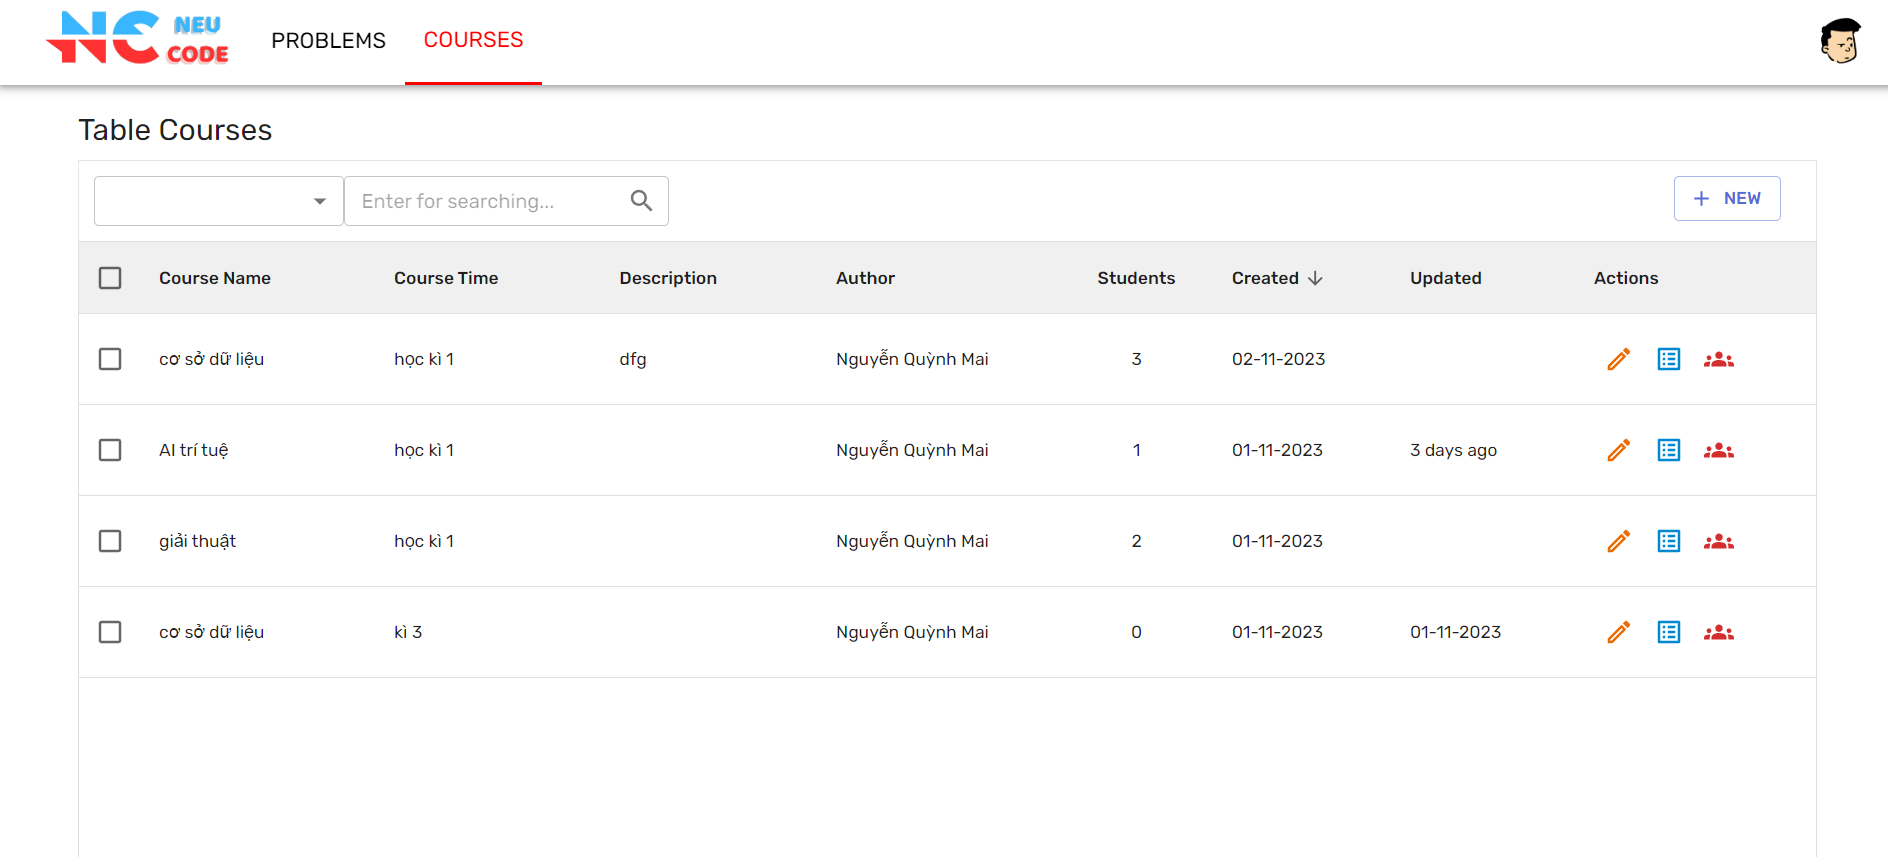 NEU
CODE
PROBLEMS COURSES
Table Courses
Enter for searching...
NEW
Course Name Course Time Description Author Students Created Updated Actions
cơ sở dữ liệu học kì 1 dfg Nguyễn Quỳnh Mai 3 02-11-2023
AI trí tuệ học kì 1 Nguyễn Quỳnh Mai 1 01-11-2023 3 days ago
giải thuật học kì 1 Nguyễn Quỳnh Mai 2 01-11-2023
cơ sở dữ liệu kì 3 Nguyễn Quỳnh Mai 0 01-11-2023 01-11-2023